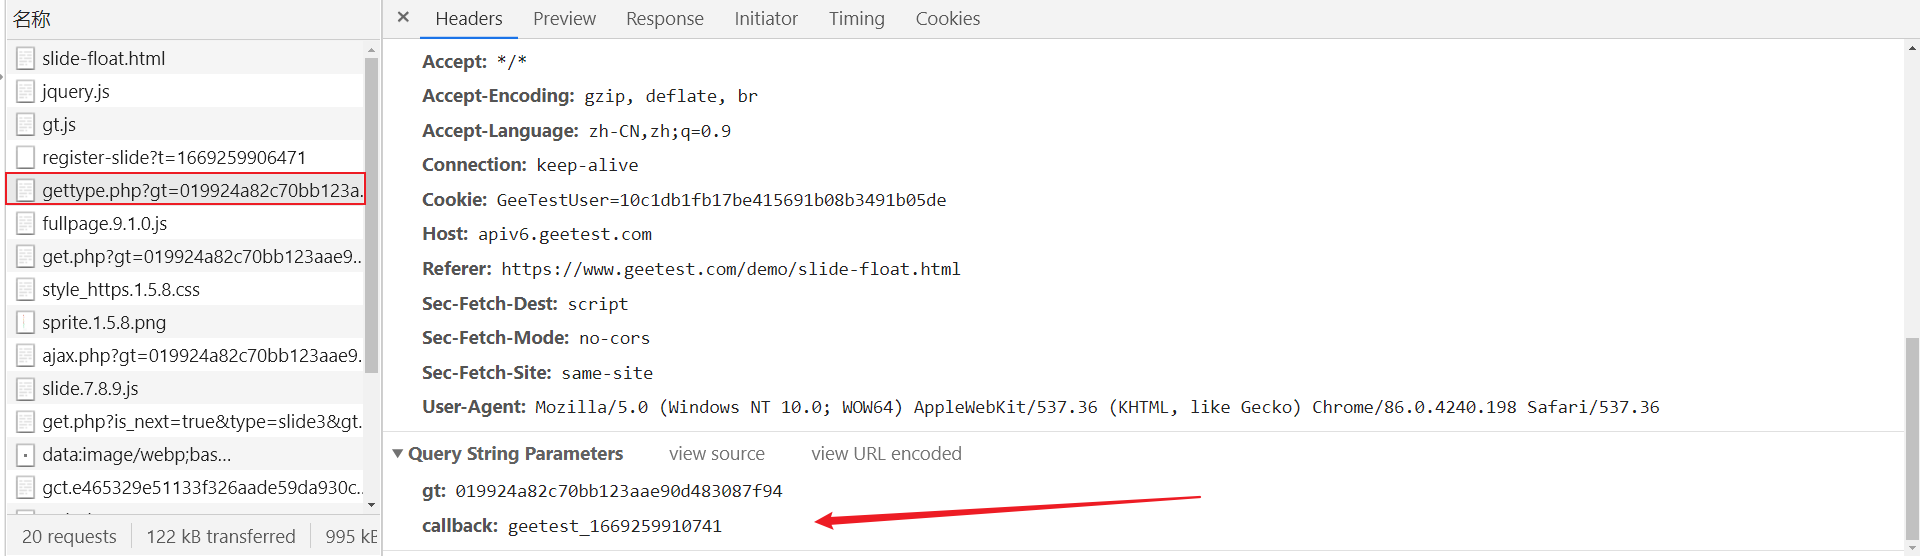 名称
slide-float.html
jquery.js
gt.js
register-slide?t=1669259906471
gettype.php?gt=019924a82c70bb123a.
fullpage.9.1.0.js
get.php?gt=019924a82c70bb123aae9..
style_https.1.5.8.css
sprite.1.5.8.png
ajax.php?gt=019924a82c70bb123aae9.
slide.7.8.9.js
get.php?is_next=true&type=slide3&gt.
data:image/webp;bas...
gct.e465329e51133f326aade59da930c.
20 requests 122 kB transferred 995 kE
× Headers Preview Response Initiator Timing Cookies
Accept: */*
Accept-Encoding: gzip, deflate, br
Accept-Language: zh-CN,zh;q=0.9
Connection: keep-alive
Cookie: GeeTestUser=10c1db1fb17be415691b08b3491b05de
Host: apiv6.geetest.com
Referer: https://www.geetest.com/demo/slide-float.html
Sec-Fetch-Dest: script
Sec-Fetch-Mode: no-cors
Sec-Fetch-Site: same-site
User-Agent: Mozilla/5.0 (Windows NT 10.0; WOW64) AppleWebKit/537.36 (KHTML, like Gecko) Chrome/86.0.4240.198 Safari/537.36
▼ Query String Parameters view source view URL encoded
gt: 019924a82c70bb123aae90d483087f94
callback: geetest_1669259910741